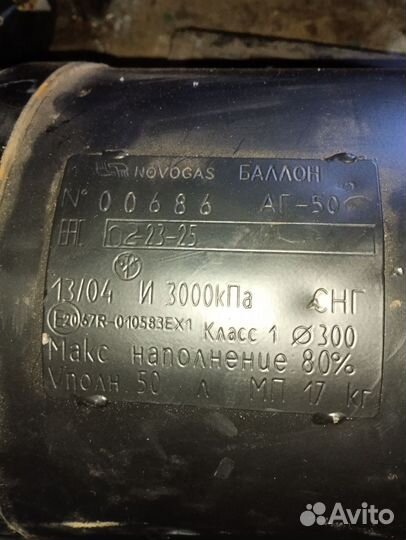 NOVOGAS БАЛЛОН
№ 00686 АГ-50
EAC 02-23-25
13/04 И 3000кПа СНГ
E20 67R-010583EX1 Класс 1 ⌀300
Макс наполнение 80%
Vполн. 50 л МП 17 кг
Avito